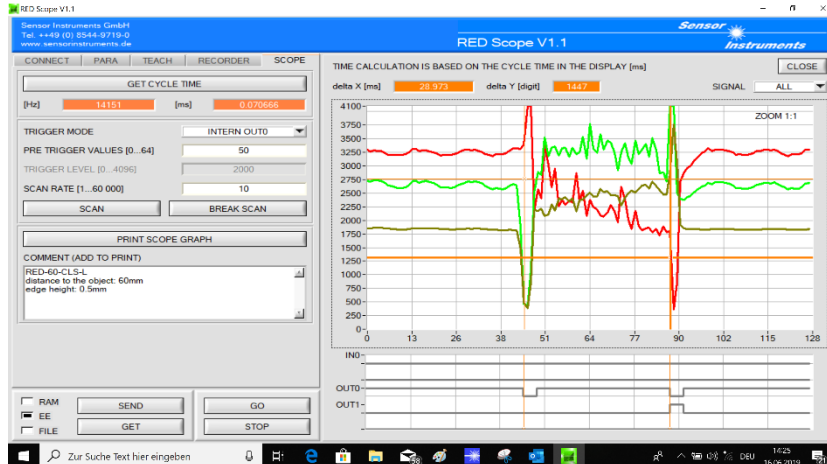 RED Scope V1.1
Sensor Instruments GmbH
Tel. ++49 (0) 8544-9719-0
www.sensorinstruments.de
RED Scope V1.1
Sensor
Instruments
CONNECT PARA TEACH RECORDER SCOPE
GET CYCLE TIME
[Hz] 14151 [ms] 0.070666
TRIGGER MODE INTERN OUT0
PRE TRIGGER VALUES [0...64] 50
TRIGGER LEVEL [0...4096] 2000
SCAN RATE [1...60 000] 10
SCAN BREAK SCAN
PRINT SCOPE GRAPH
COMMENT (ADD TO PRINT)
RED-60-CLS-L
distance to the object: 60mm
edge height: 0.5mm
RAM
EE
FILE
SEND GO
GET STOP
TIME CALCULATION IS BASED ON THE CYCLE TIME IN THE DISPLAY [ms]
CLOSE
delta X [ms] 28.973 delta Y [digit] 1447 SIGNAL ALL
ZOOM 1:1
4100-
3750-
3500-
3250-
3000-
2750-
2500-
2250-
2000-
1750-
1500-
1250-
1000-
750-
500-
250-
0-
0 13 26 38 51 64 77 90 102 115 128
IN0-
OUT0-
OUT1-
Zur Suche Text hier eingeben
DEU
14:25
16.06.2019